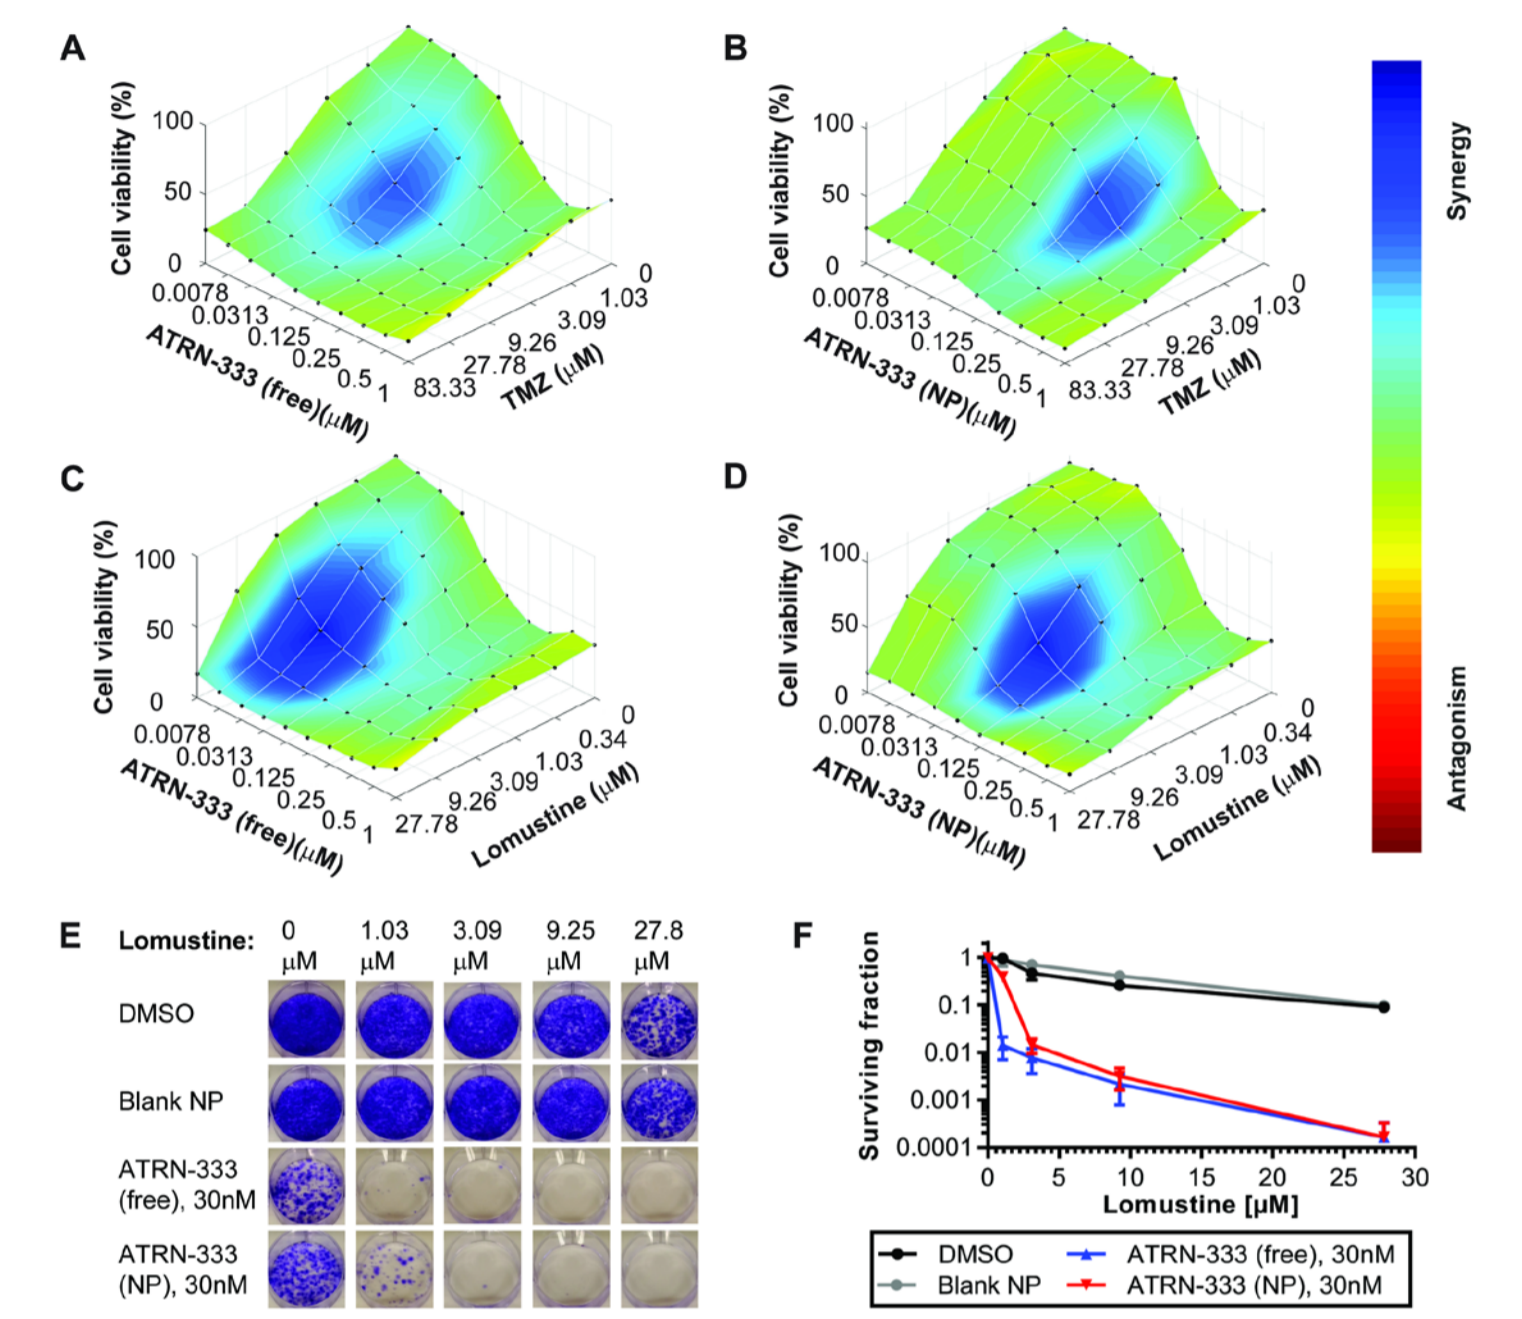 A
Cell viability (%)
100
50
0
0.0078
0.0313
0.125
0.25
0.5
1
ATRN-333 (free)(μM)
83.33
27.78
9.26
3.09
1.03
0
TMZ (μM)
B
Cell viability (%)
100
50
0
0.0078
0.0313
0.125
0.25
0.5
1
ATRN-333 (NP)(μM)
83.33
27.78
9.26
3.09
1.03
0
TMZ (μM)
Synergy
Antagonism
C
Cell viability (%)
100
50
0
0.0078
0.0313
0.125
0.25
0.5
1
ATRN-333 (free)(μM)
27.78
9.26
3.09
1.03
0.34
0
Lomustine (μM)
D
Cell viability (%)
100
50
0
0.0078
0.0313
0.125
0.25
0.5
1
ATRN-333 (NP)(μM)
27.78
9.26
3.09
1.03
0.34
0
Lomustine (μM)
E
Lomustine: 0 1.03 3.09 9.25 27.8
μM μM μM μM μM
DMSO
Blank NP
ATRN-333
(free), 30nM
ATRN-333
(NP), 30nM
F
Surviving fraction
1
0.1
0.01
0.001
0.0001
0 5 10 15 20 25 30
Lomustine [μM]
DMSO ATRN-333 (free), 30nM
Blank NP ATRN-333 (NP), 30nM